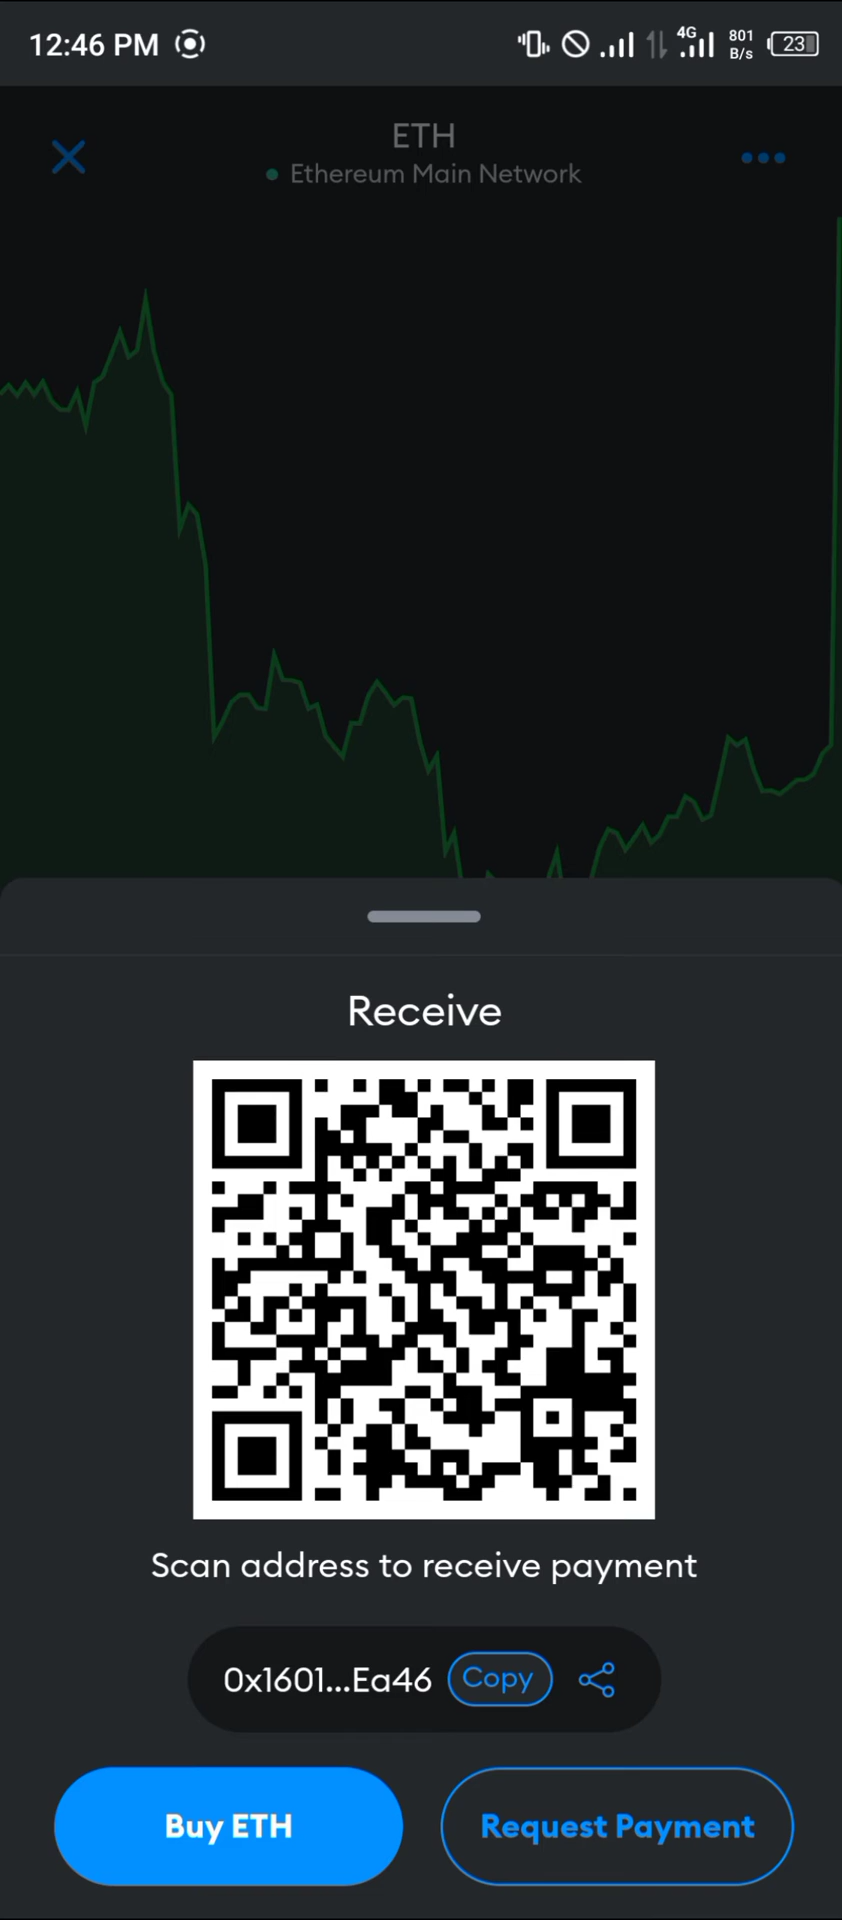 12:46 PM
4G
801
B/s
23
ETH
Ethereum Main Network
Receive
Scan address to receive payment
0x1601...Ea46
Copy
Buy ETH
Request Payment